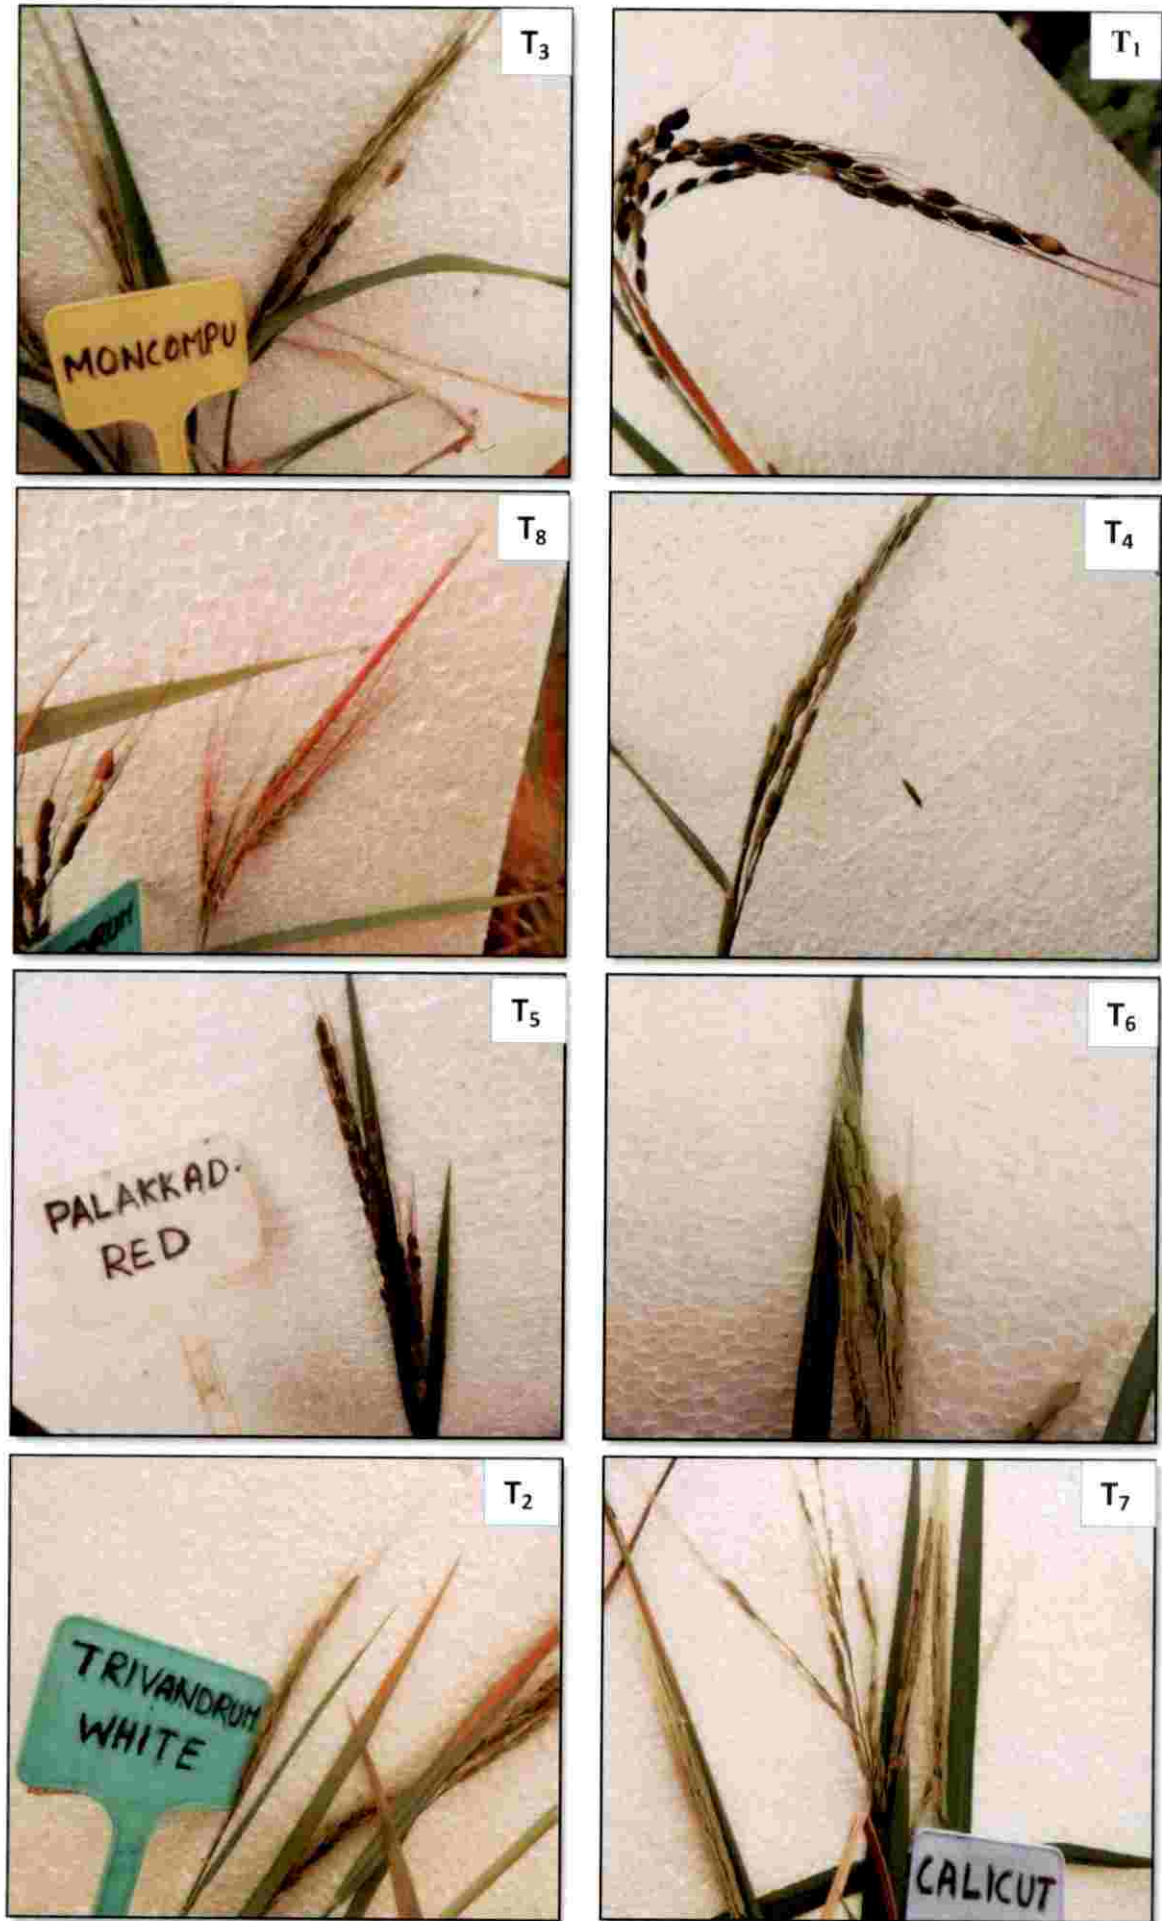 T₃
MONCOMPU
T₁
T₈
T₄
T₅
PALAKKAD.
RED
T₆
T₂
TRIVANDRUM
WHITE
T₇
CALICUT